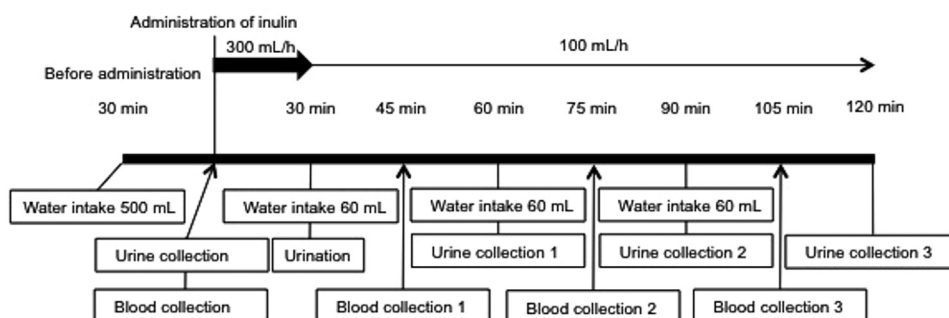 Administration of inulin
300 mL/h
100 mL/h
Before administration
30 min
30 min
45 min
60 min
75 min
90 min
105 min
120 min
Water intake 500 mL
Water intake 60 mL
Water intake 60 mL
Water intake 60 mL
Urine collection
Urination
Urine collection 1
Urine collection 2
Urine collection 3
Blood collection
Blood collection 1
Blood collection 2
Blood collection 3